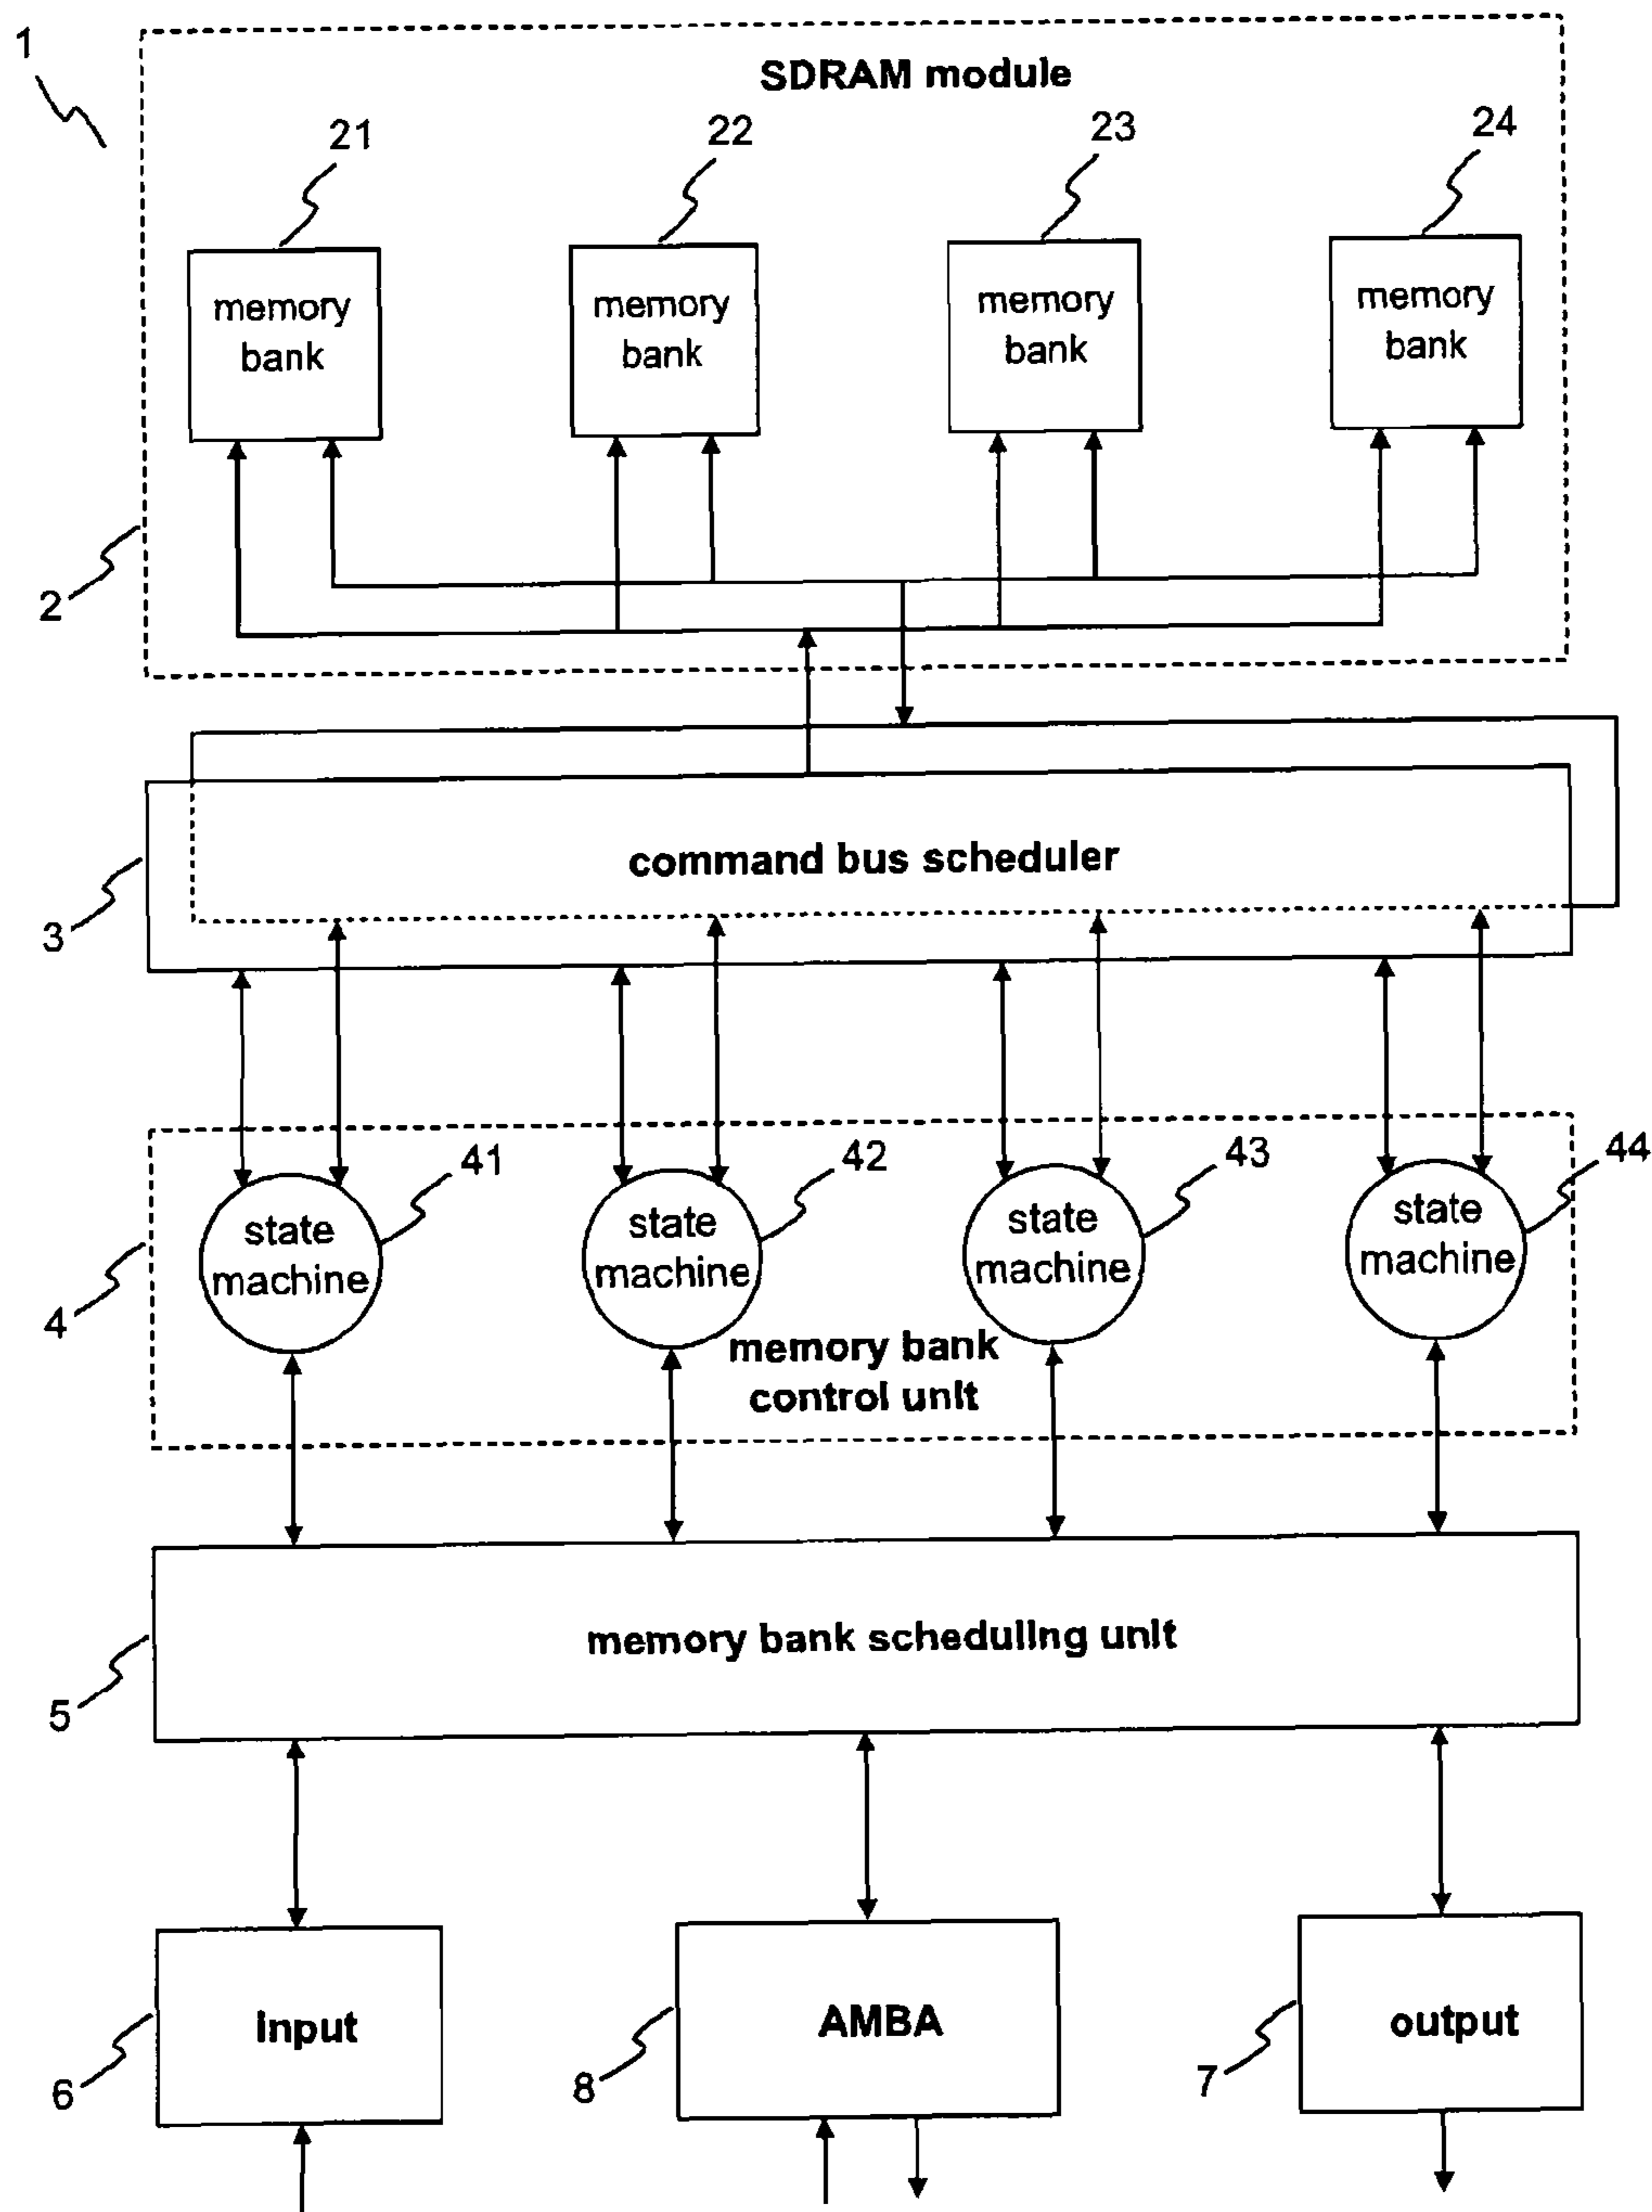 1
SDRAM module
21
22
23
24
memory
bank
memory
bank
memory
bank
memory
bank
2
command bus scheduler
3
41
42
43
44
state
machine
state
machine
state
machine
state
machine
4
memory bank
control unit
memory bank scheduling unit
5
Input
AMBA
output
6
8
7